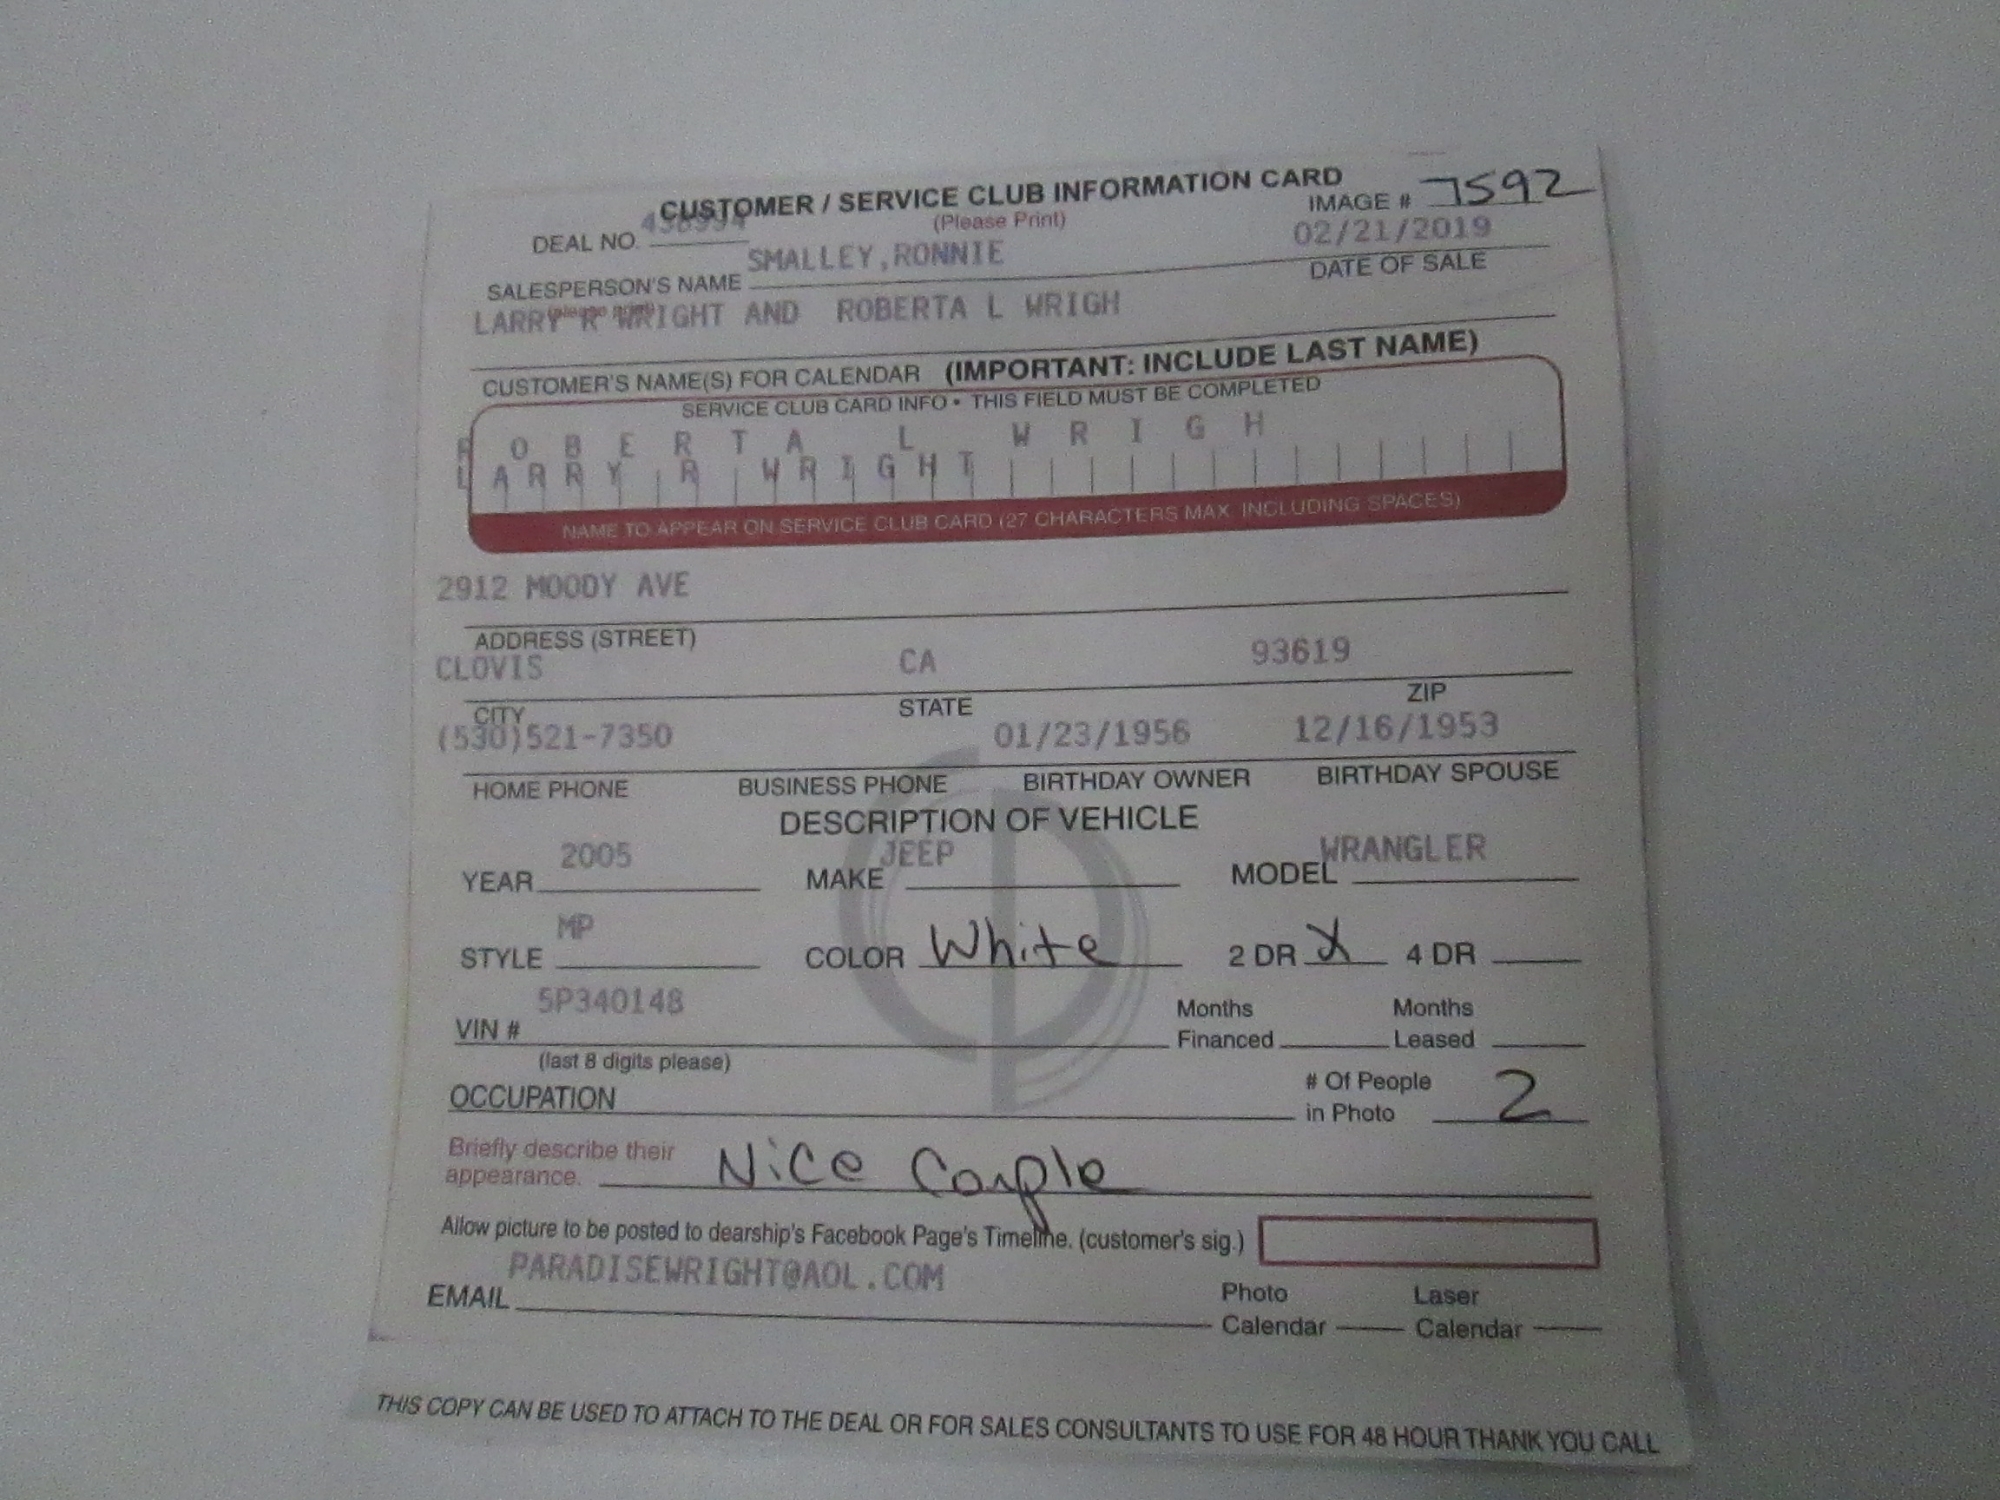 CUSTOMER / SERVICE CLUB INFORMATION CARD
(Please Print)
IMAGE # 7592
DEAL NO.
02/21/2019
DATE OF SALE
SMALLEY,RONNIE
SALESPERSON'S NAME
(please print)
LARRY R WRIGHT AND ROBERTA L WRIGH
CUSTOMER'S NAME(S) FOR CALENDAR (IMPORTANT: INCLUDE LAST NAME)
SERVICE CLUB CARD INFO • THIS FIELD MUST BE COMPLETED
R O B E R T A L W R I G H
L A R R Y R W R I G H T
NAME TO APPEAR ON SERVICE CLUB CARD (27 CHARACTERS MAX. INCLUDING SPACES)
2912 MOODY AVE
ADDRESS (STREET)
CLOVIS CA 93619
CITY STATE ZIP
(530)521-7350 01/23/1956 12/16/1953
HOME PHONE BUSINESS PHONE BIRTHDAY OWNER BIRTHDAY SPOUSE
DESCRIPTION OF VEHICLE
YEAR 2005 MAKE JEEP MODEL WRANGLER
STYLE MP COLOR White 2 DR X 4 DR
VIN # 5P340148 Months Financed Months Leased
(last 8 digits please)
OCCUPATION # Of People in Photo 2
Briefly describe their appearance. Nice Couple
Allow picture to be posted to dearship's Facebook Page's Timeline. (customer's sig.)
EMAIL PARADISEWRIGHT@AOL.COM Photo Calendar Laser Calendar
THIS COPY CAN BE USED TO ATTACH TO THE DEAL OR FOR SALES CONSULTANTS TO USE FOR 48 HOUR THANK YOU CALL